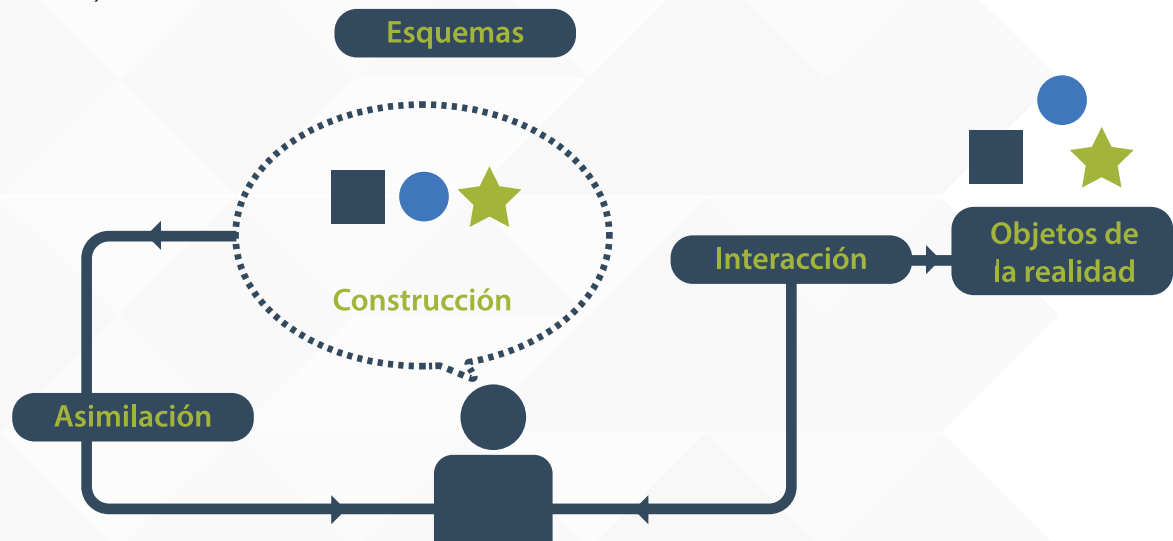 Esquemas
Construcción
Interacción
Objetos de
la realidad
Asimilación